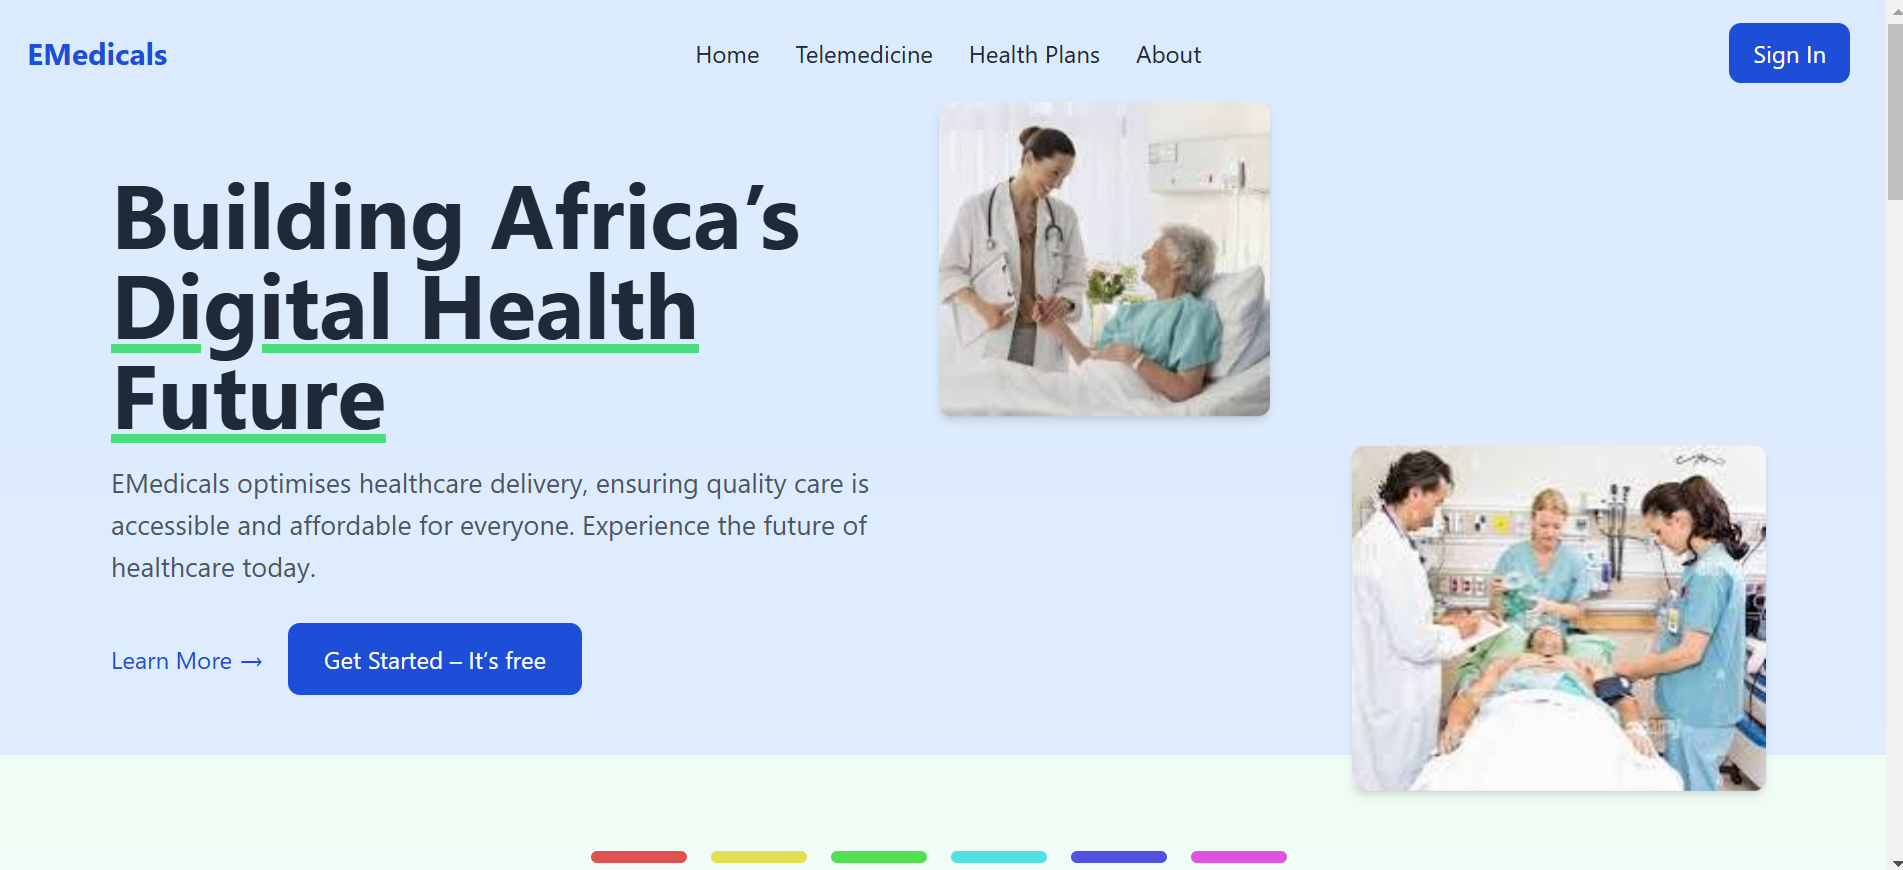 EMedicals
Home Telemedicine Health Plans About
Sign In
Building Africa’s
Digital Health
Future
EMedicals optimises healthcare delivery, ensuring quality care is
accessible and affordable for everyone. Experience the future of
healthcare today.
Learn More →
Get Started – It’s free